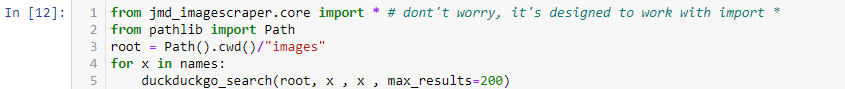 In [12]:
1 from jmd_imagescraper.core import * # dont't worry, it's designed to work with import *
2 from pathlib import Path
3 root = Path().cwd()/"images"
4 for x in names:
5     duckduckgo_search(root, x , x , max_results=200)